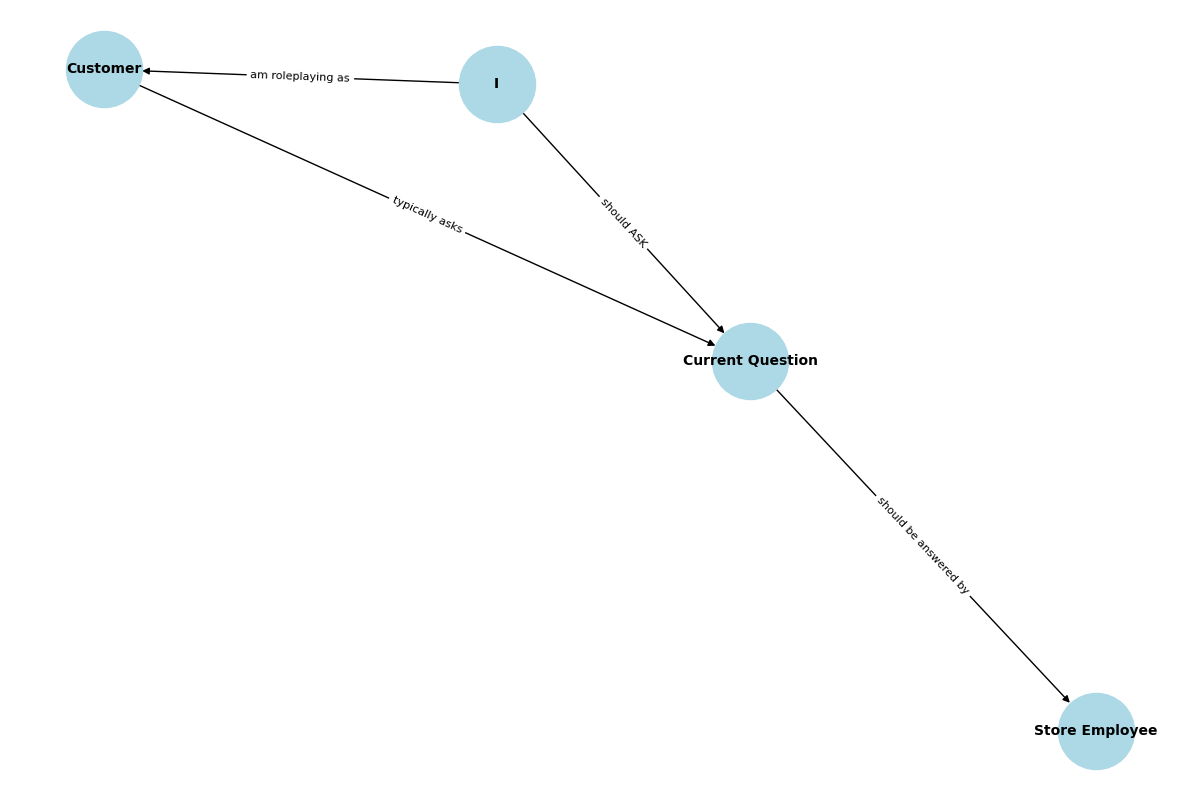 Customer
am roleplaying as
I
typically asks
should ASK
Current Question
should be answered by
Store Employee